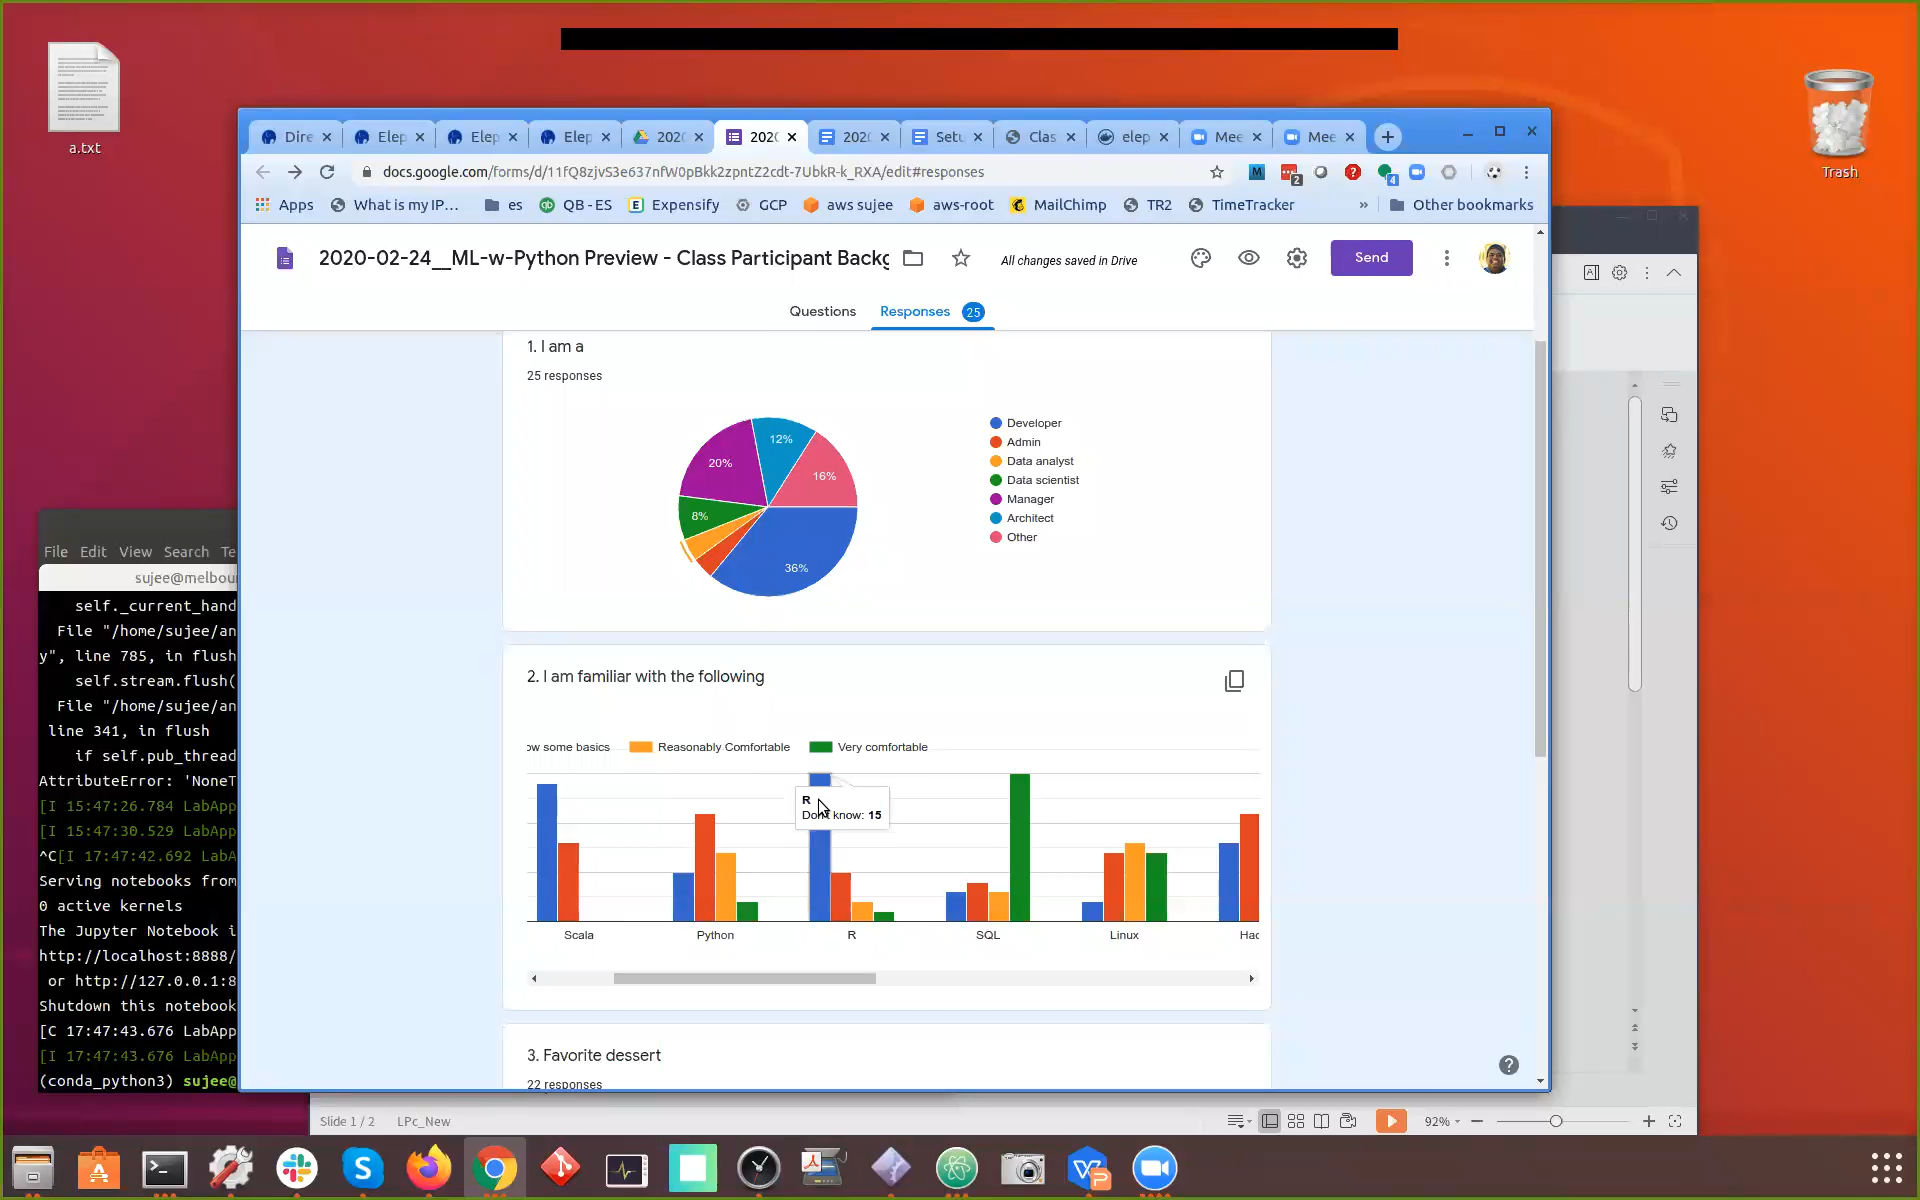 a.txt
Trash
Dire
Elep
Elep
Elep
2020
2020
2020
Setu
Clas
elep
Mee
Mee
docs.google.com/forms/d/11fQ8zjvS3e637nfW0pBkk2zpntZ2cdt-7UbkR-k_RXA/edit#responses
M
2
?
4
Apps
What is my IP...
es
QB - ES
Expensify
GCP
aws sujee
aws-root
MailChimp
TR2
TimeTracker
»
Other bookmarks
2020-02-24__ML-w-Python Preview - Class Participant Backg
All changes saved in Drive
Send
Questions
Responses
25
1. I am a
25 responses
12%
20%
16%
8%
36%
Developer
Admin
Data analyst
Data scientist
Manager
Architect
Other
2. I am familiar with the following
ow some basics
Reasonably Comfortable
Very comfortable
R
Don't know: 15
Scala
Python
R
SQL
Linux
Hac
3. Favorite dessert
22 responses
File Edit View Search Te
sujee@melbour
self._current_hand
File "/home/sujee/an
y", line 785, in flush
self.stream.flush(
File "/home/sujee/an
line 341, in flush
if self.pub_thread
AttributeError: 'NoneT
[I 15:47:26.784 LabApp
[I 15:47:30.529 LabApp
^C[I 17:47:42.692 LabA
Serving notebooks from
0 active kernels
The Jupyter Notebook i
http://localhost:8888/
or http://127.0.0.1:8
Shutdown this notebook
[C 17:47:43.676 LabApp
[I 17:47:43.676 LabApp
(conda_python3) sujee@
Slide 1 / 2
LPc_New
92%